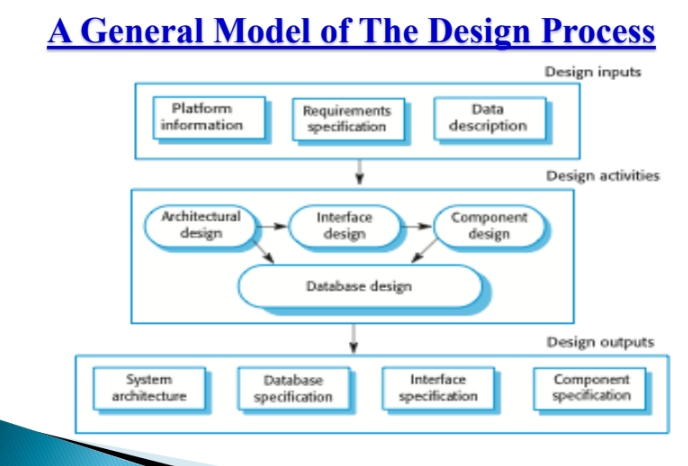 A General Model of The Design Process
Design inputs
Platform
information
Requirements
specification
Data
description
Design activities
Architectural
design
Interface
design
Component
design
Database design
Design outputs
System
architecture
Database
specification
Interface
specification
Component
specification